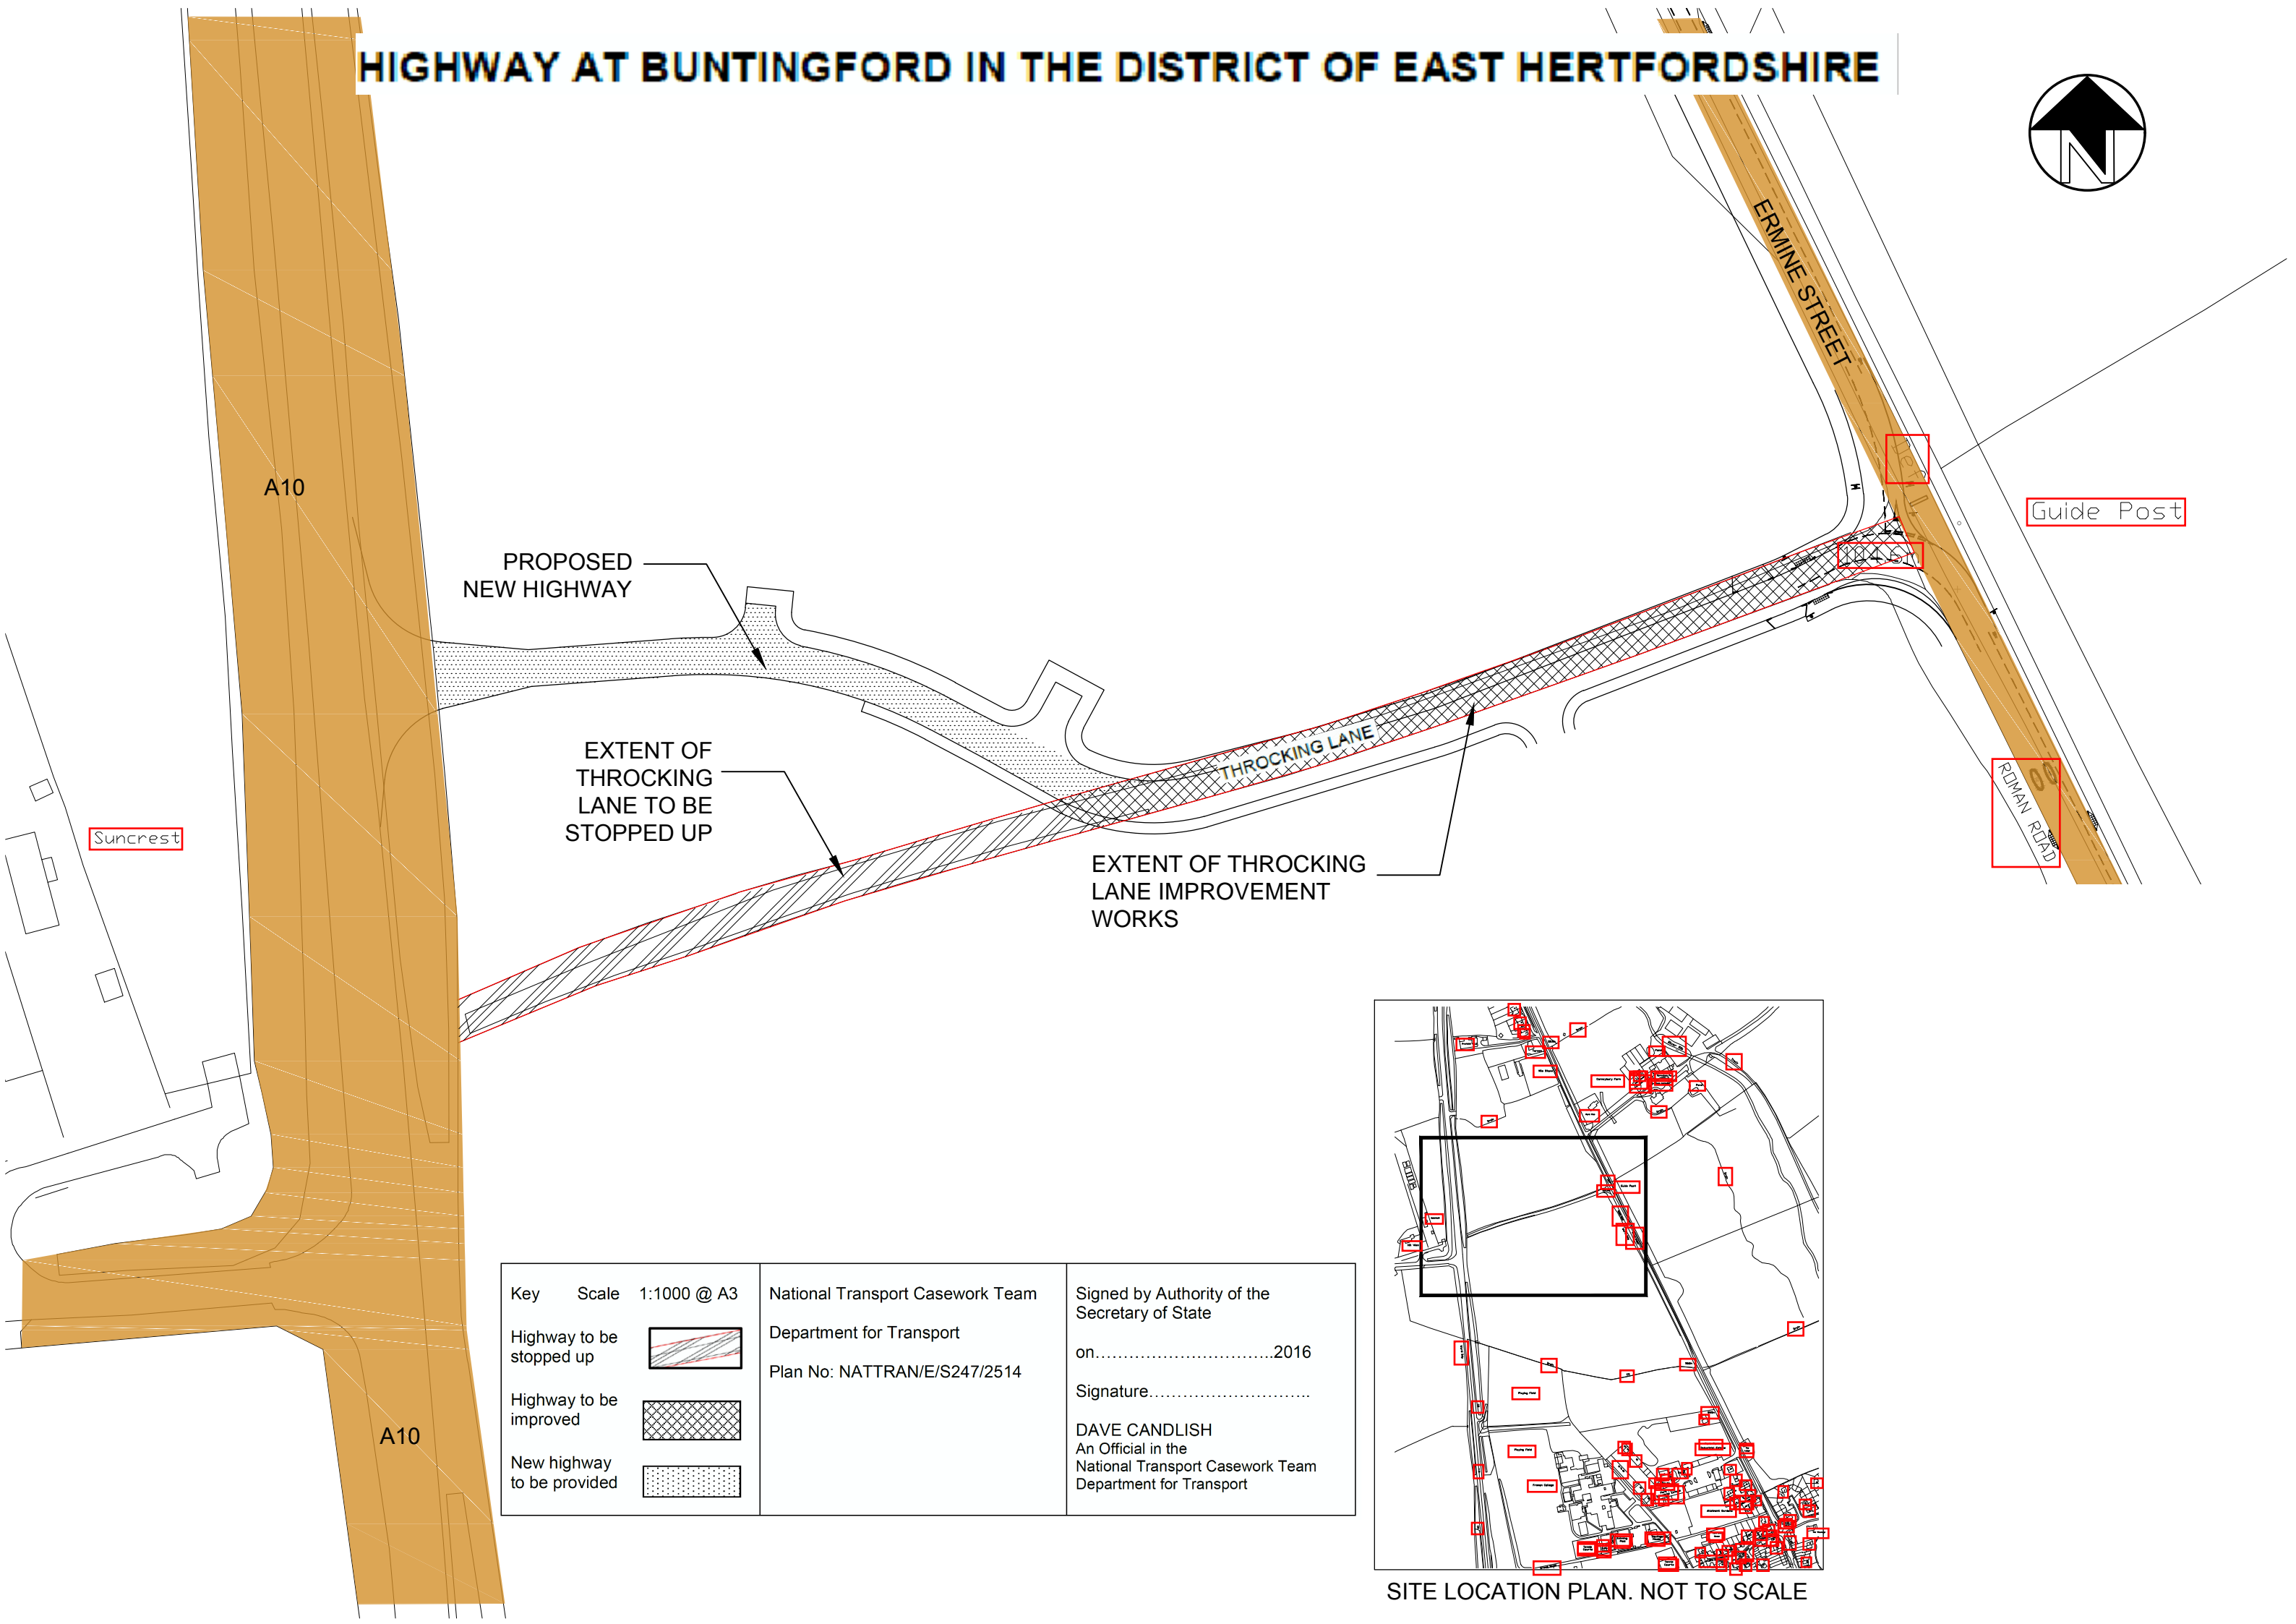 HIGHWAY AT BUNTINGFORD IN THE DISTRICT OF EAST HERTFORDSHIRE
N
ERMINE STREET
A10
Guide Post
PROPOSED
NEW HIGHWAY
THROCKING LANE
EXTENT OF
THROCKING
LANE TO BE
STOPPED UP
Suncrest
ROMAN ROAD
EXTENT OF THROCKING
LANE IMPROVEMENT
WORKS
A10
Key Scale 1:1000 @ A3
Highway to be
stopped up
Highway to be
improved
New highway
to be provided
National Transport Casework Team
Department for Transport
Plan No: NATTRAN/E/S247/2514
Signed by Authority of the
Secretary of State
on…………………………..2016
Signature………………………..
DAVE CANDLISH
An Official in the
National Transport Casework Team
Department for Transport
SITE LOCATION PLAN. NOT TO SCALE